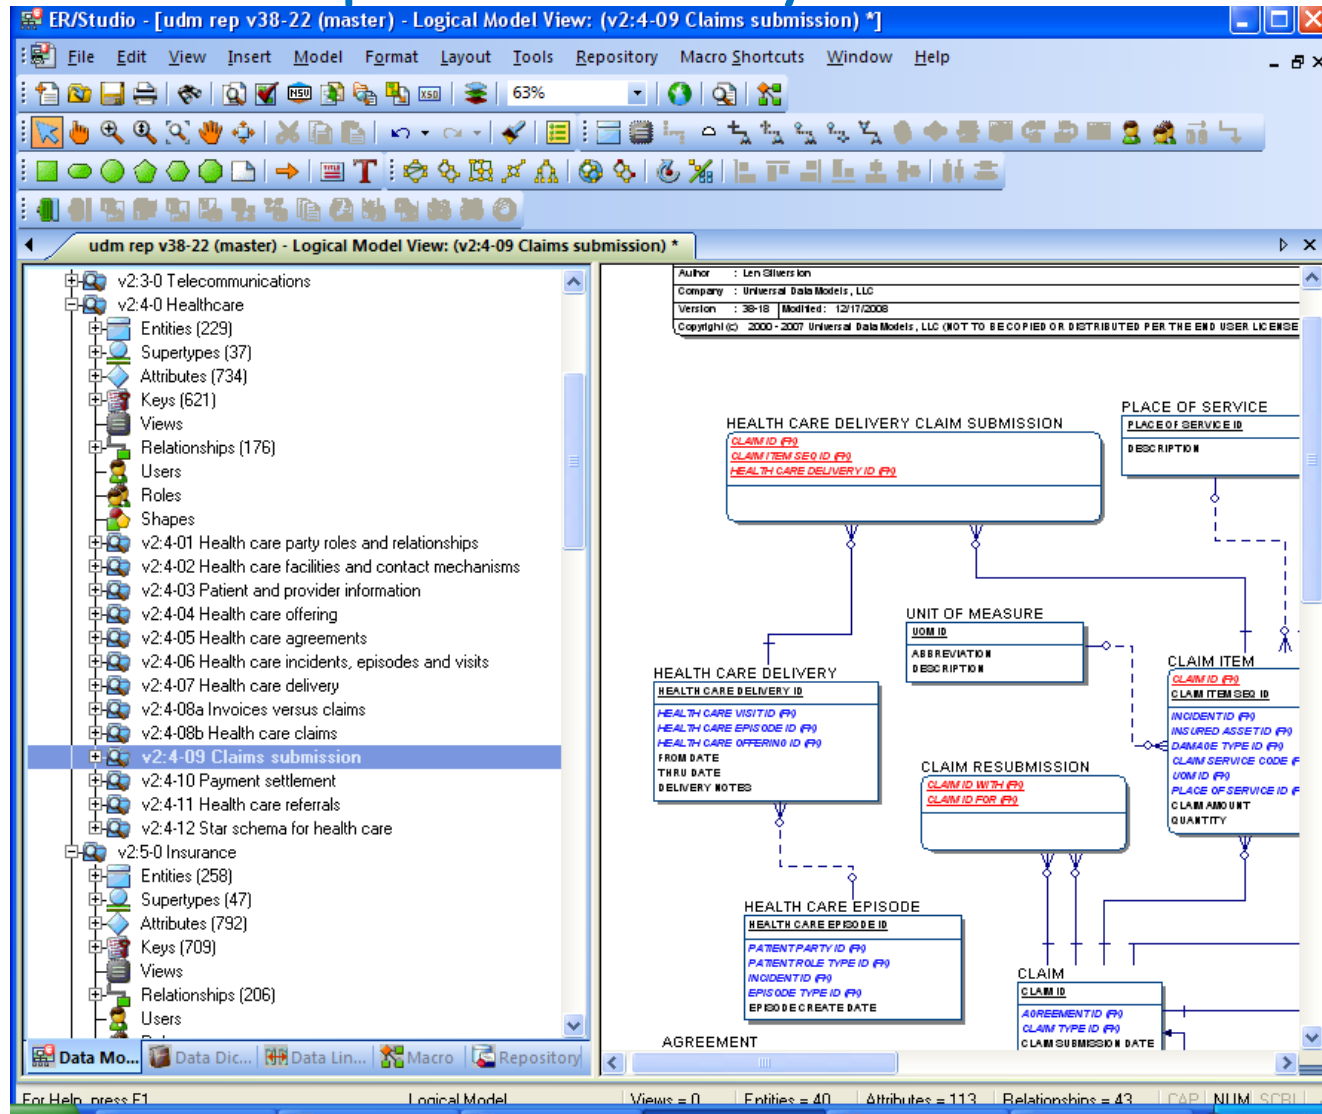 ER/Studio - [udm rep v38-22 (master) - Logical Model View: (v2:4-09 Claims submission) *]
File Edit View Insert Model Format Layout Tools Repository Macro Shortcuts Window Help
63%
udm rep v38-22 (master) - Logical Model View: (v2:4-09 Claims submission) *
v2:3-0 Telecommunications
v2:4-0 Healthcare
Entities (229)
Supertypes (37)
Attributes (734)
Keys (621)
Views
Relationships (176)
Users
Roles
Shapes
v2:4-01 Health care party roles and relationships
v2:4-02 Health care facilities and contact mechanisms
v2:4-03 Patient and provider information
v2:4-04 Health care offering
v2:4-05 Health care agreements
v2:4-06 Health care incidents, episodes and visits
v2:4-07 Health care delivery
v2:4-08a Invoices versus claims
v2:4-08b Health care claims
v2:4-09 Claims submission
v2:4-10 Payment settlement
v2:4-11 Health care referrals
v2:4-12 Star schema for health care
v2:5-0 Insurance
Entities (258)
Supertypes (47)
Attributes (792)
Keys (709)
Views
Relationships (206)
Users
Data Mo... Data Dic... Data Lin... Macro Repository
Author : Len Silverston
Company : Universal Data Models, LLC
Version : 38-18 Modified: 12/17/2008
Copyright (c) 2000 - 2007 Universal Data Models, LLC (NOT TO BE COPIED OR DISTRIBUTED PER THE END USER LICENSE
HEALTH CARE DELIVERY CLAIM SUBMISSION
CLAIM ID (FK)
CLAIM ITEM SEQ ID (FK)
HEALTH CARE DELIVERY ID (FK)
PLACE OF SERVICE
PLACE OF SERVICE ID
DESCRIPTION
UNIT OF MEASURE
UOM ID
ABBREVIATION
DESCRIPTION
HEALTH CARE DELIVERY
HEALTH CARE DELIVERY ID
HEALTH CARE VISIT ID (FK)
HEALTH CARE EPISODE ID (FK)
HEALTH CARE OFFERING ID (FK)
FROM DATE
THRU DATE
DELIVERY NOTES
CLAIM ITEM
CLAIM ID (FK)
CLAIM ITEM SEQ ID
INCIDENT ID (FK)
INSURED ASSET ID (FK)
DAMAGE TYPE ID (FK)
CLAIM SERVICE CODE (F
UOM ID (FK)
PLACE OF SERVICE ID (F
CLAIM AMOUNT
QUANTITY
CLAIM RESUBMISSION
CLAIM ID WITH (FK)
CLAIM ID FOR (FK)
HEALTH CARE EPISODE
HEALTH CARE EPISODE ID
PATIENT PARTY ID (FK)
PATIENT ROLE TYPE ID (FK)
INCIDENT ID (FK)
EPISODE TYPE ID (FK)
EPISODE CREATE DATE
CLAIM
CLAIM ID
AGREEMENT ID (FK)
CLAIM TYPE ID (FK)
CLAIM SUBMISSION DATE
AGREEMENT
For Help, press F1 Logical Model Views = 0 Entities = 40 Attributes = 113 Relationships = 43 CAP NUM SCRL